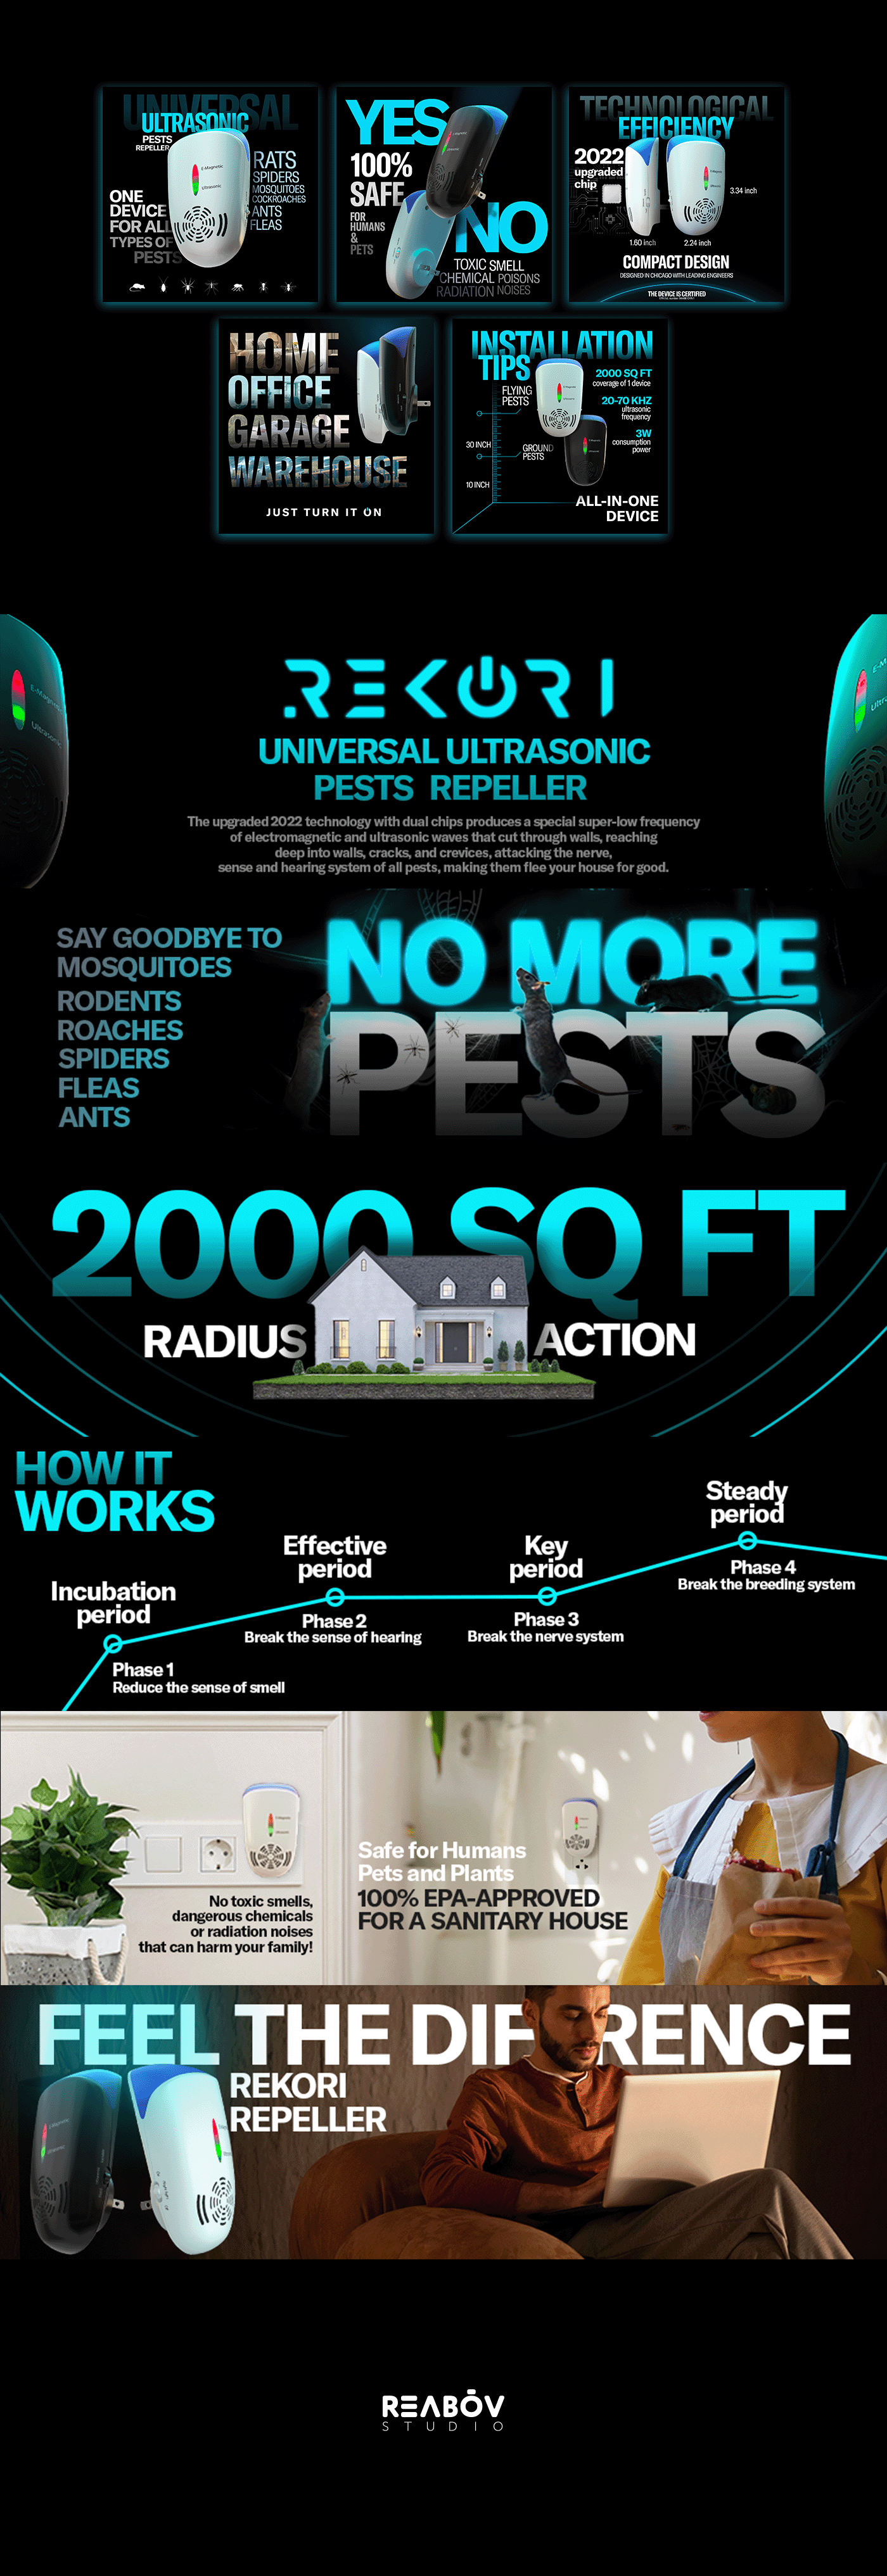 UNIVERSAL
ULTRASONIC
PESTS
REPELLER
E-Magnetic
Ultrasonic
RATS
SPIDERS
MOSQUITOES
COCKROACHES
ANTS
FLEAS
ONE
DEVICE
FOR ALL
TYPES OF
PESTS
YES
100%
SAFE
FOR
HUMANS
&
PETS
NO
TOXIC SMELL
CHEMICAL POISONS
RADIATION NOISES
TECHNOLOGICAL
EFFICIENCY
2022
upgraded
chip
3.34 inch
1.60 inch
2.24 inch
COMPACT DESIGN
DESIGNED IN CHICAGO WITH LEADING ENGINEERS
THE DEVICE IS CERTIFIED
HOME
OFFICE
GARAGE
WAREHOUSE
JUST TURN IT ON
INSTALLATION
TIPS
FLYING
PESTS
30 INCH
GROUND
PESTS
10 INCH
2000 SQ FT
coverage of 1 device
20-70 KHZ
ultrasonic
frequency
3W
consumption
power
ALL-IN-ONE
DEVICE
REKORI
UNIVERSAL ULTRASONIC
PESTS REPELLER
The upgraded 2022 technology with dual chips produces a special super-low frequency
of electromagnetic and ultrasonic waves that cut through walls, reaching
deep into walls, cracks, and crevices, attacking the nerve,
sense and hearing system of all pests, making them flee your house for good.
SAY GOODBYE TO
MOSQUITOES
RODENTS
ROACHES
SPIDERS
FLEAS
ANTS
NO MORE
PESTS
2000 SQ FT
RADIUS ACTION
HOW IT
WORKS
Incubation
period
Phase 1
Reduce the sense of smell
Effective
period
Phase 2
Break the sense of hearing
Key
period
Phase 3
Break the nerve system
Steady
period
Phase 4
Break the breeding system
No toxic smells,
dangerous chemicals
or radiation noises
that can harm your family!
Safe for Humans
Pets and Plants
100% EPA-APPROVED
FOR A SANITARY HOUSE
FEEL THE DIFFERENCE
REKORI
REPELLER
REABOV
STUDIO